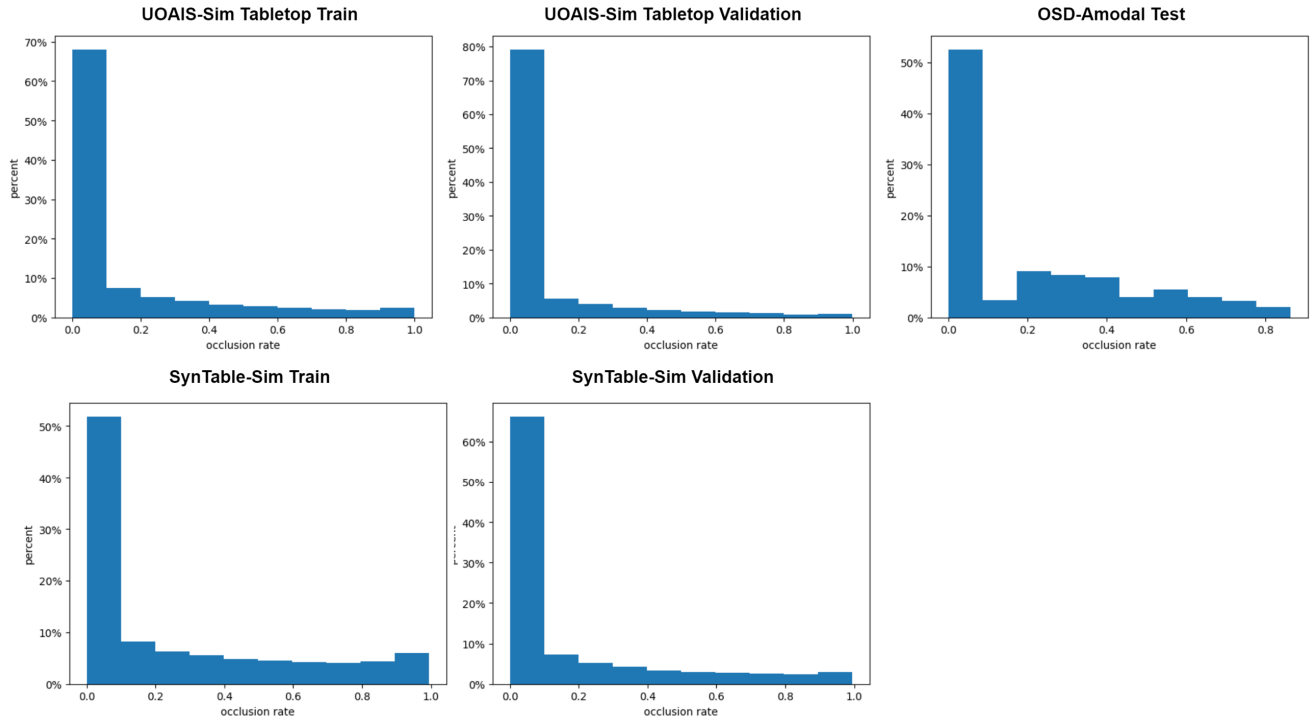 UOAIS-Sim Tabletop Train
70%
60%
50%
40%
30%
20%
10%
0%
percent
0.0 0.2 0.4 0.6 0.8 1.0
occlusion rate
UOAIS-Sim Tabletop Validation
80%
70%
60%
50%
40%
30%
20%
10%
0%
percent
0.0 0.2 0.4 0.6 0.8 1.0
occlusion rate
OSD-Amodal Test
50%
40%
30%
20%
10%
0%
percent
0.0 0.2 0.4 0.6 0.8
occlusion rate
SynTable-Sim Train
50%
40%
30%
20%
10%
0%
percent
0.0 0.2 0.4 0.6 0.8 1.0
occlusion rate
SynTable-Sim Validation
60%
50%
40%
30%
20%
10%
0%
0.0 0.2 0.4 0.6 0.8 1.0
occlusion rate